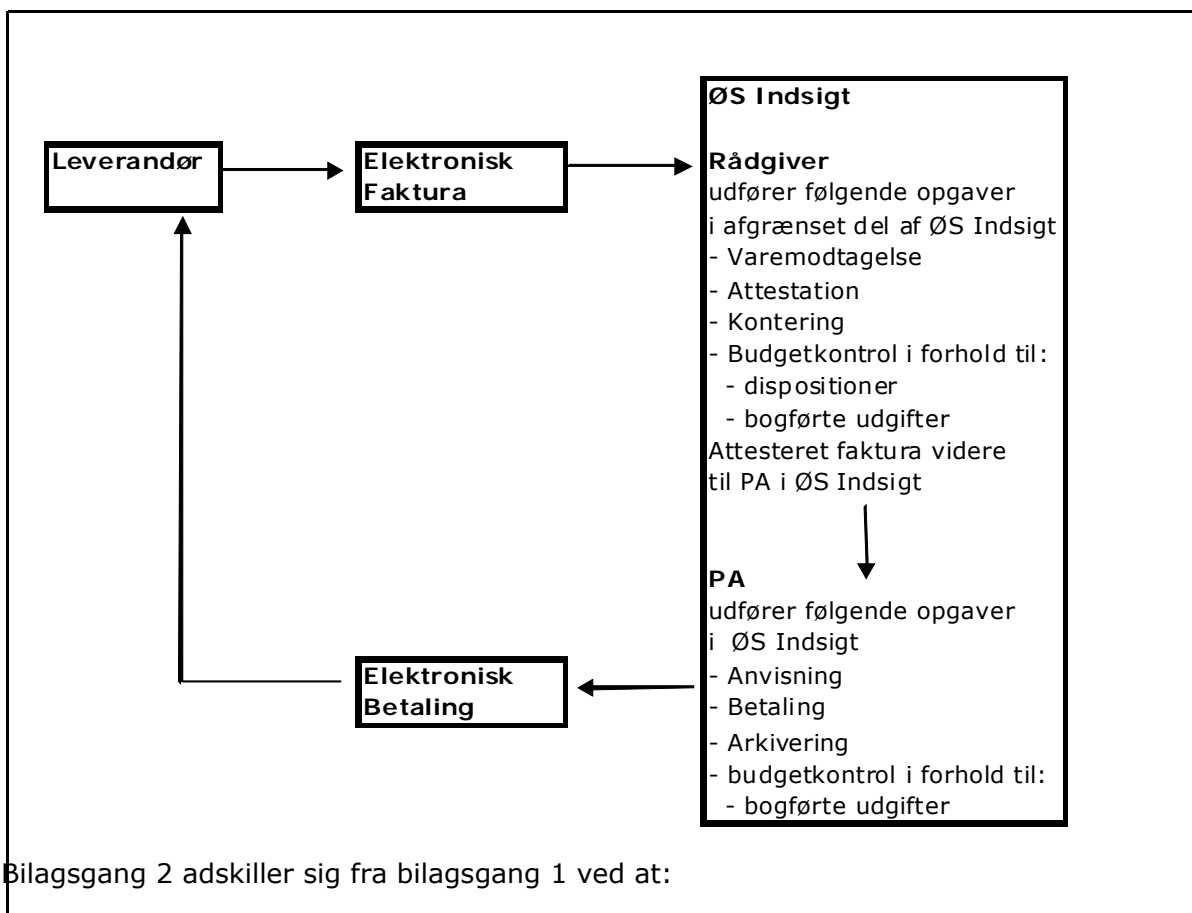 Leverandør
Elektronisk
Faktura
ØS Indsigt
Rådgiver
udfører følgende opgaver
i afgrænset del af ØS Indsigt
- Varemodtagelse
- Attestation
- Kontering
- Budgetkontrol i forhold til:
- dispositioner
- bogførte udgifter
Attesteret faktura videre
til PA i ØS Indsigt
PA
udfører følgende opgaver
i ØS Indsigt
- Anvisning
- Betaling
- Arkivering
- budgetkontrol i forhold til:
- bogførte udgifter
Elektronisk
Betaling
Bilagsgang 2 adskiller sig fra bilagsgang 1 ved at: